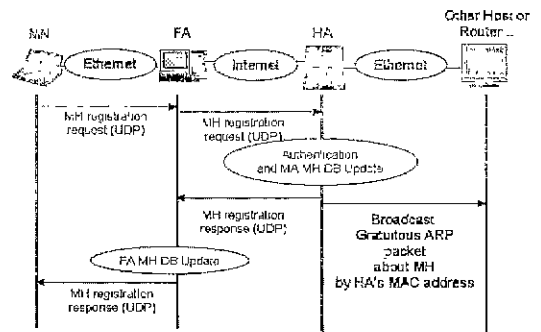 MN
FA
HA
Other Host or
Router...
Ethernet
Internet
Ethernet
MH registration
request (UDP)
MH registration
request (UDP)
Authentication
and MA MH DB Update
MH registration
response (UDP)
Broadcast
Gratuitous ARP
packet
about MH
by HA's MAC address
FA MH DB Update
MH registration
response (UDP)